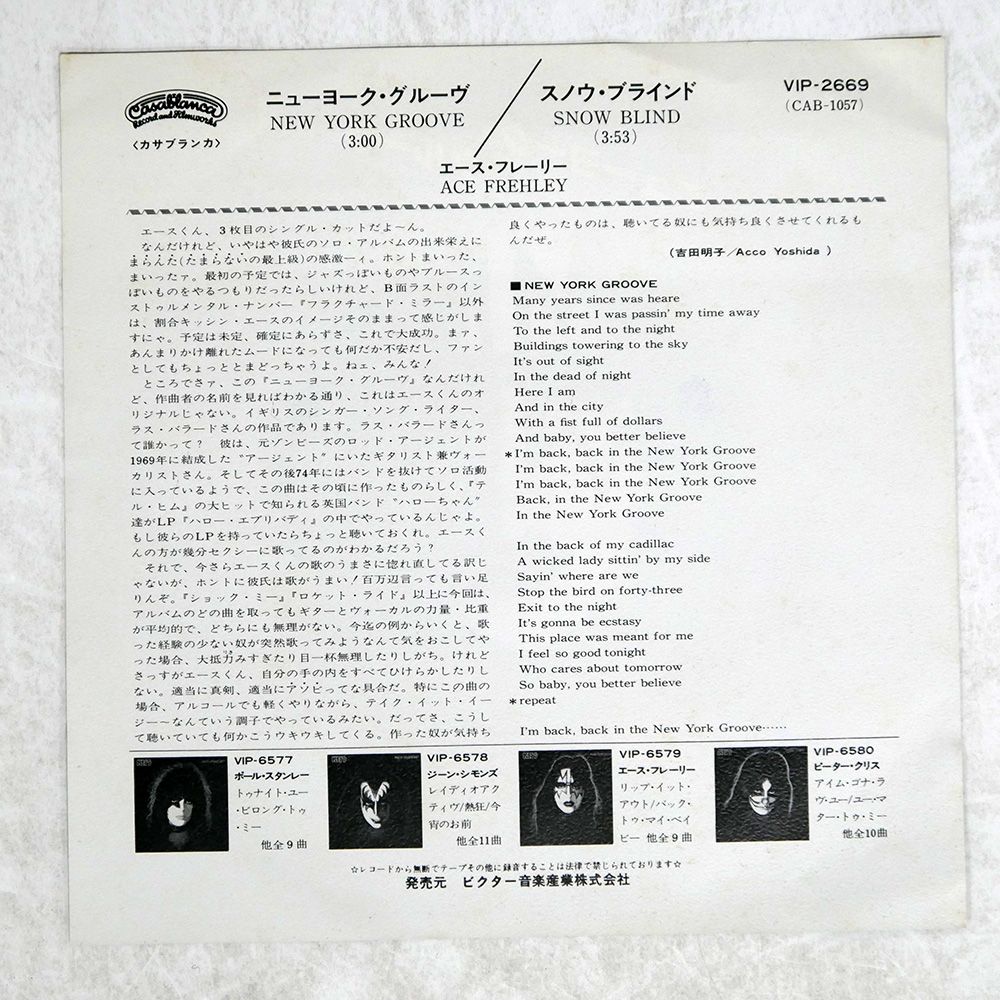 Casablanca
Record and Filmworks
〈カサブランカ〉
ニューヨーク・グルーヴ
NEW YORK GROOVE
(3:00)
スノウ・ブラインド
SNOW BLIND
(3:53)
VIP-2669
(CAB-1057)
エース・フレーリー
ACE FREHLEY
エースくん、3枚目のシングル・カットだよ〜ん。
なんだけれど、いやはや彼氏のソロ・アルバムの出来栄えに
まらんた(たまらないの最上級)の感激ーィ。ホントまいった、
まいったァ。最初の予定では、ジャズっぽいものやブルースっ
ぽいものをやるつもりだったらしいけれど、B面ラストのイン
ストゥルメンタル・ナンバー『フラクチャード・ミラー』以外
は、割合キッシン・エースのイメージそのまって感じがしま
すにゃ。予定は未定、確定にあらずさ、これで大成功。まァ、
あんまりかけ離れたムードになっても何だか不安だし、ファン
としてもちょっととまどっちゃうよ。ねェ、みんな!
ところでさァ、この『ニューヨーク・グルーヴ』なんだけれ
ど、作曲者の名前を見ればわかる通り、これはエースくんのオ
リジナルじゃない。イギリスのシンガー・ソング・ライター、
ラス・バラードさんの作品であります。ラス・バラードさんっ
て誰かって? 彼は、元ゾンビーズのロッド・アージェントが
1969年に結成した“アージェント”にいたギタリスト兼ヴォー
カリストさん。そしてその後74年にはバンドを抜けてソロ活動
に入っているようで、この曲はその頃に作ったものらしく、『テ
ル・ヒム』の大ヒットで知られる英国バンド“ハローちゃん”
達がLP『ハロー・エブリバディ』の中でやっているんじゃよ。
もし彼らのLPを持っていたらちょっと聴いておくれ。エースく
んの方が幾分セクシーに歌ってるのがわかるだろう?
それで、今さらエースくんの歌のうまさに惚れ直してる訳じ
ゃないが、ホントに彼氏は歌がうまい!百万辺言っても言い足
りんぞ。『ショック・ミー』『ロケット・ライド』以上に今回は、
アルバムのどの曲を取ってもギターとヴォーカルの力量・比重
が平均的で、どちらにも無理がない。今迄の例からいくと、歌
った経験の少ない奴が突然歌ってみようなんて気をおこしてや
った場合、大抵力みすぎたり目一杯無理したりしがち。けれど
さっすがエースくん、自分の手の内をすべてひけらかしたりし
ない。適当に真剣、適当にアソビってな具合だ。特にこの曲の
場合、アルコールでも軽くやりながら、テイク・イット・イー
ジー〜なんていう調子でやっているみたい。だってさ、こうし
て聴いていても何かこうウキウキしてくる。作った奴が気持ち
良くやったものは、聴いてる奴にも気持ち良くさせてくれるも
んだぜ。
(吉田明子/Acco Yoshida)
■NEW YORK GROOVE
Many years since was heare
On the street I was passin' my time away
To the left and to the night
Buildings towering to the sky
It's out of sight
In the dead of night
Here I am
And in the city
With a fist full of dollars
And baby, you better believe
*I'm back, back in the New York Groove
I'm back, back in the New York Groove
I'm back, back in the New York Groove
Back, in the New York Groove
In the New York Groove
In the back of my cadillac
A wicked lady sittin' by my side
Sayin' where are we
Stop the bird on forty-three
Exit to the night
It's gonna be ecstasy
This place was meant for me
I feel so good tonight
Who cares about tomorrow
So baby, you better believe
*repeat
I'm back, back in the New York Groove……
VIP-6577
ポール・スタンレー
トゥナイト・ユー
・ビロング・トゥ
・ミー
他全9曲
VIP-6578
ジーン・シモンズ
レイディオアク
ティヴ/熱狂/今
宵のお前
他全11曲
VIP-6579
エース・フレーリー
リップ・イット・
アウト/バック・
トゥ・マイ・ベイ
ビー 他全9曲
VIP-6580
ピーター・クリス
アイム・ゴナ・ラ
ヴ・ユー/ユー・マ
ター・トゥ・ミー
他全10曲
☆レコードから無断でテープその他に録音することは法律で禁じられております☆
発売元 ビクター音楽産業株式会社